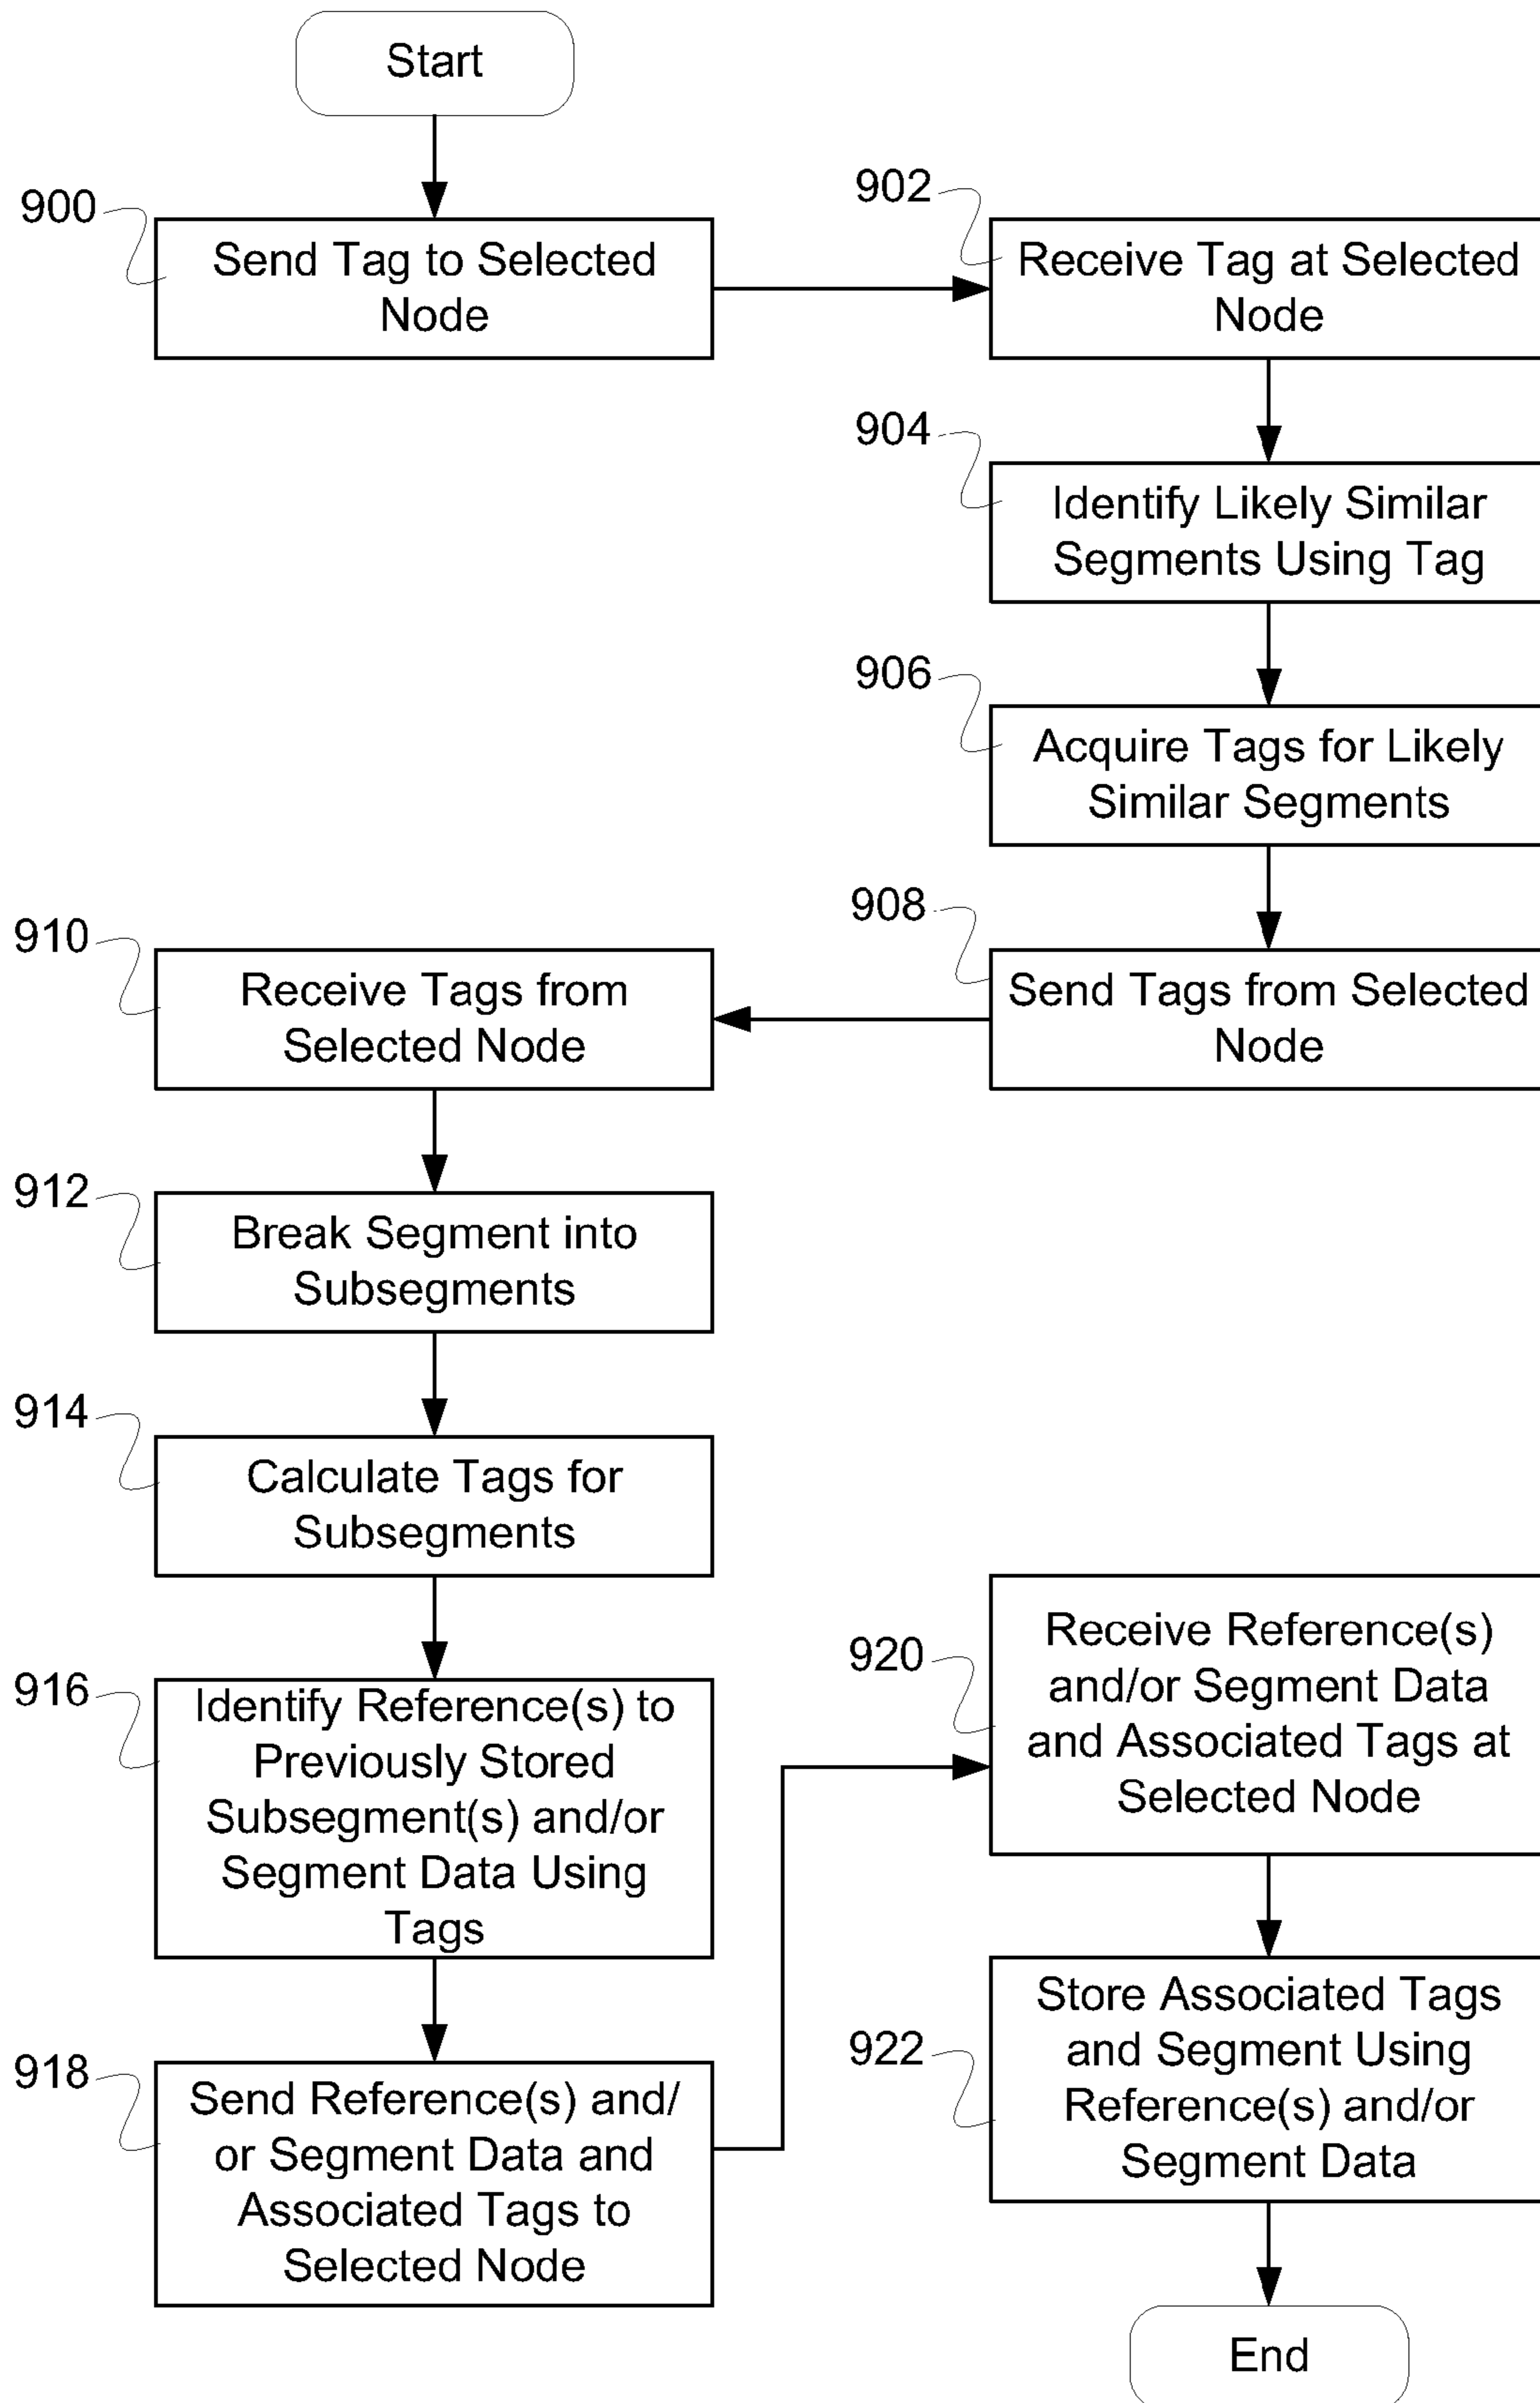 Start
900
Send Tag to Selected
Node
902
Receive Tag at Selected
Node
904
Identify Likely Similar
Segments Using Tag
906
Acquire Tags for Likely
Similar Segments
908
Send Tags from Selected
Node
910
Receive Tags from
Selected Node
912
Break Segment into
Subsegments
914
Calculate Tags for
Subsegments
916
Identify Reference(s) to
Previously Stored
Subsegment(s) and/or
Segment Data Using
Tags
918
Send Reference(s) and/
or Segment Data and
Associated Tags to
Selected Node
920
Receive Reference(s)
and/or Segment Data
and Associated Tags at
Selected Node
922
Store Associated Tags
and Segment Using
Reference(s) and/or
Segment Data
End